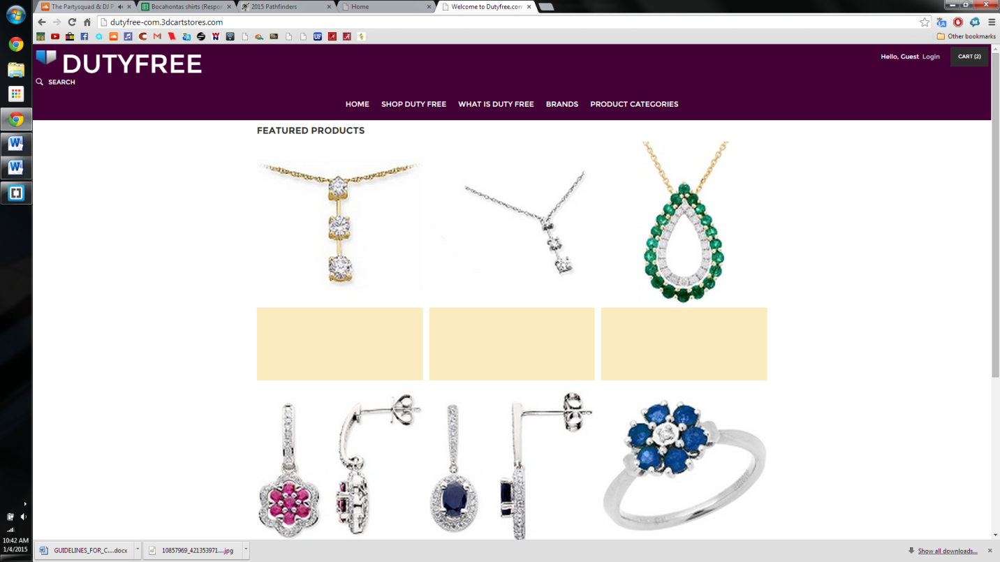 The Partysquad & DJ P
Bocahontas shirts (Respon
2015 Pathfinders
Home
Welcome to Dutyfree.com
dutyfree-com.3dcartstores.com
Other bookmarks
DUTYFREE
Hello, Guest Login
CART (2)
SEARCH
HOME SHOP DUTY FREE WHAT IS DUTY FREE BRANDS PRODUCT CATEGORIES
FEATURED PRODUCTS
10:42 AM
1/4/2015
GUIDELINES_FOR_C....docx
10857969_421353971....jpg
Show all downloads...